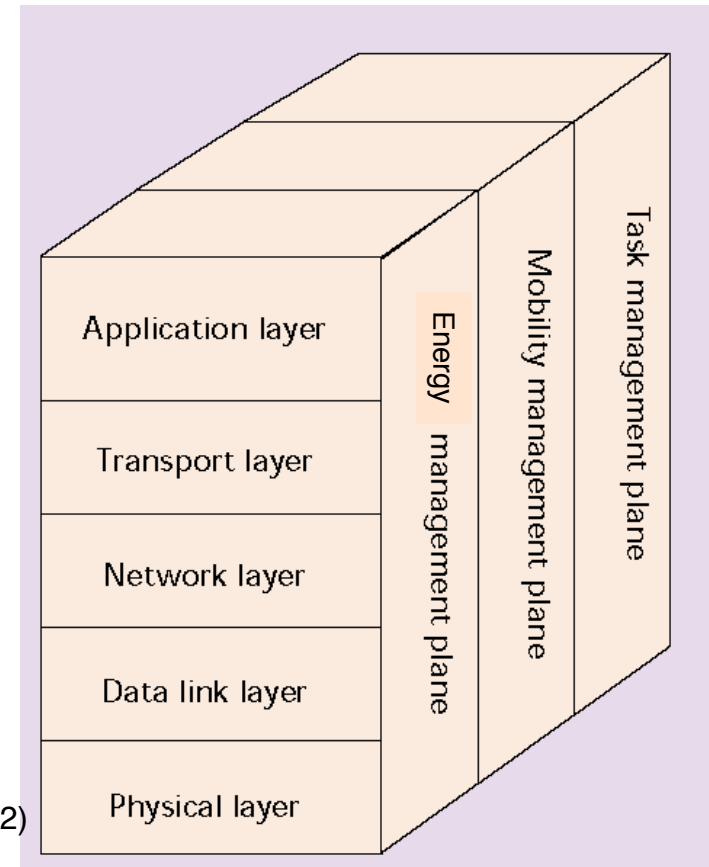 Application layer
Transport layer
Network layer
Data link layer
Physical layer
Energy management plane
Mobility management plane
Task management plane
2)